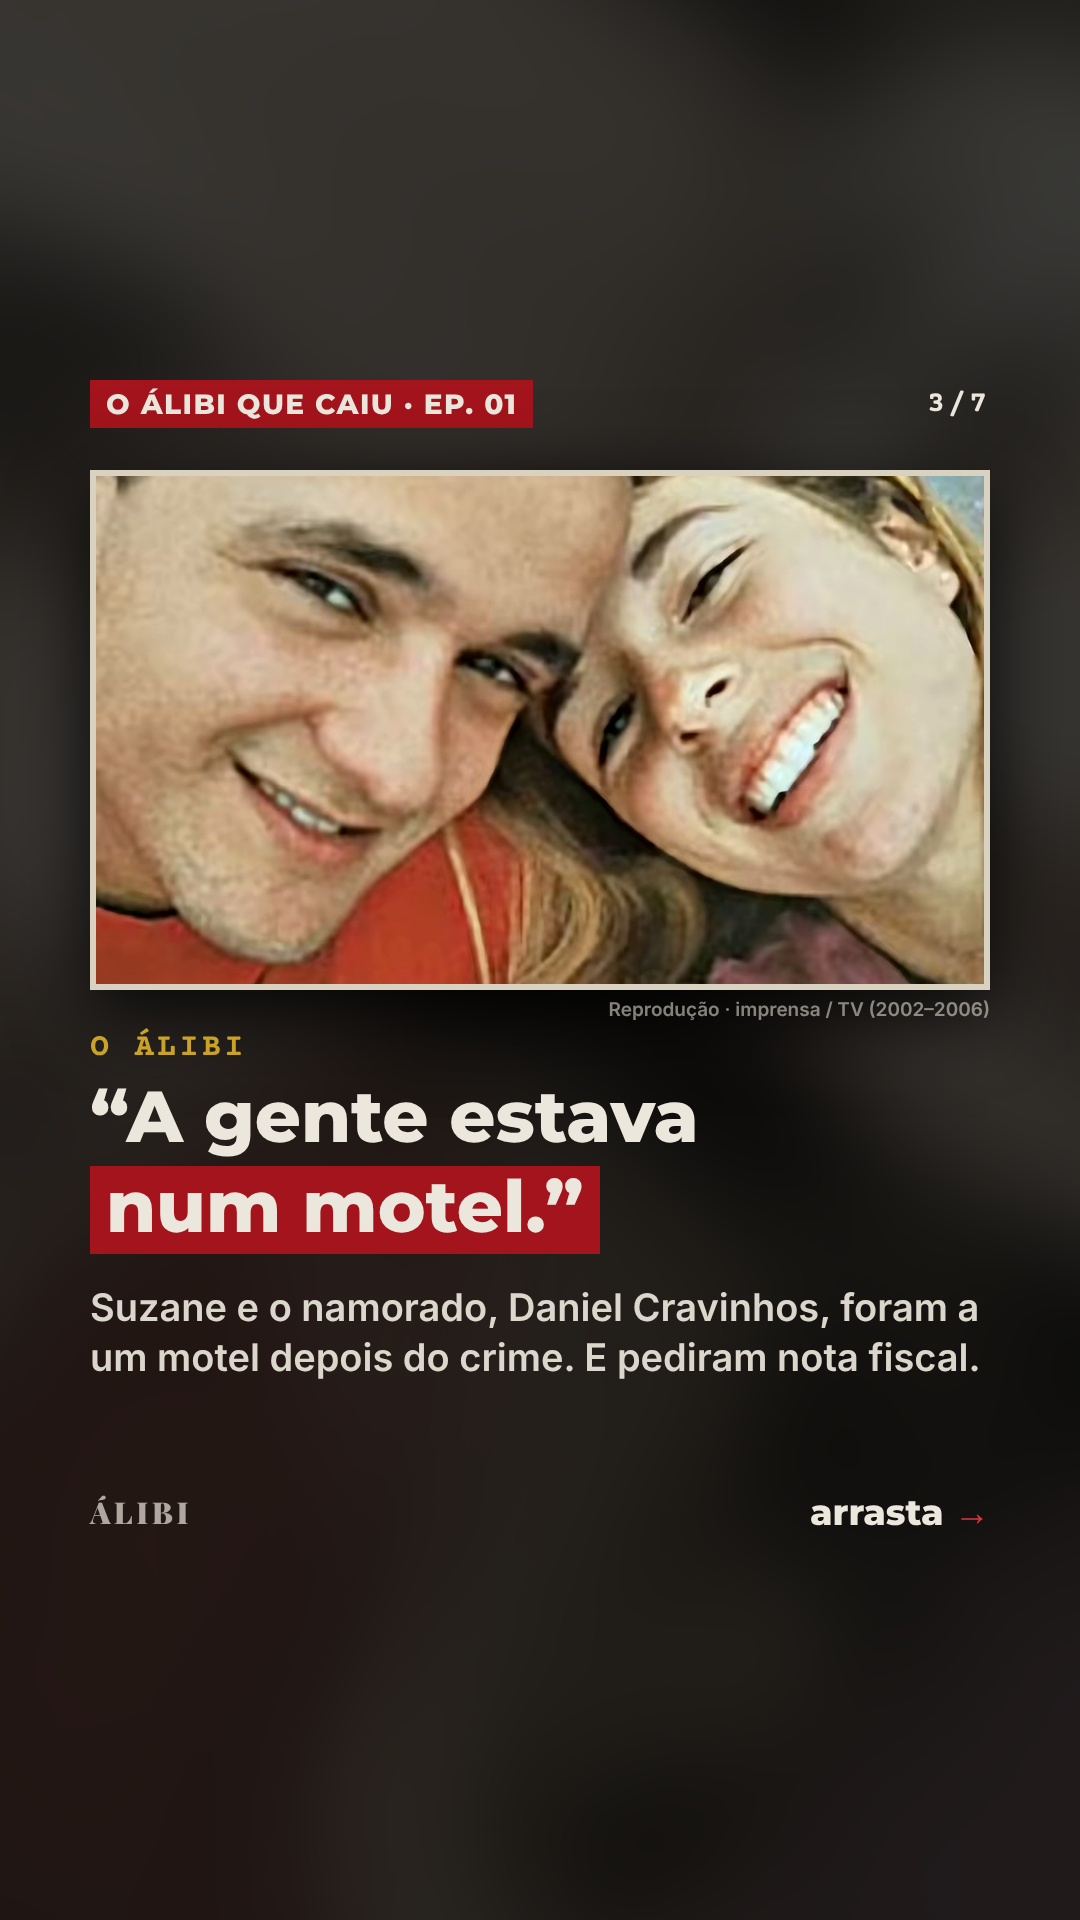 O ÁLIBI QUE CAIU · EP. 01
3 / 7
Reprodução · imprensa / TV (2002–2006)
O ÁLIBI
“A gente estava
num motel.”
Suzane e o namorado, Daniel Cravinhos, foram a
um motel depois do crime. E pediram nota fiscal.
ÁLIBI
arrasta →